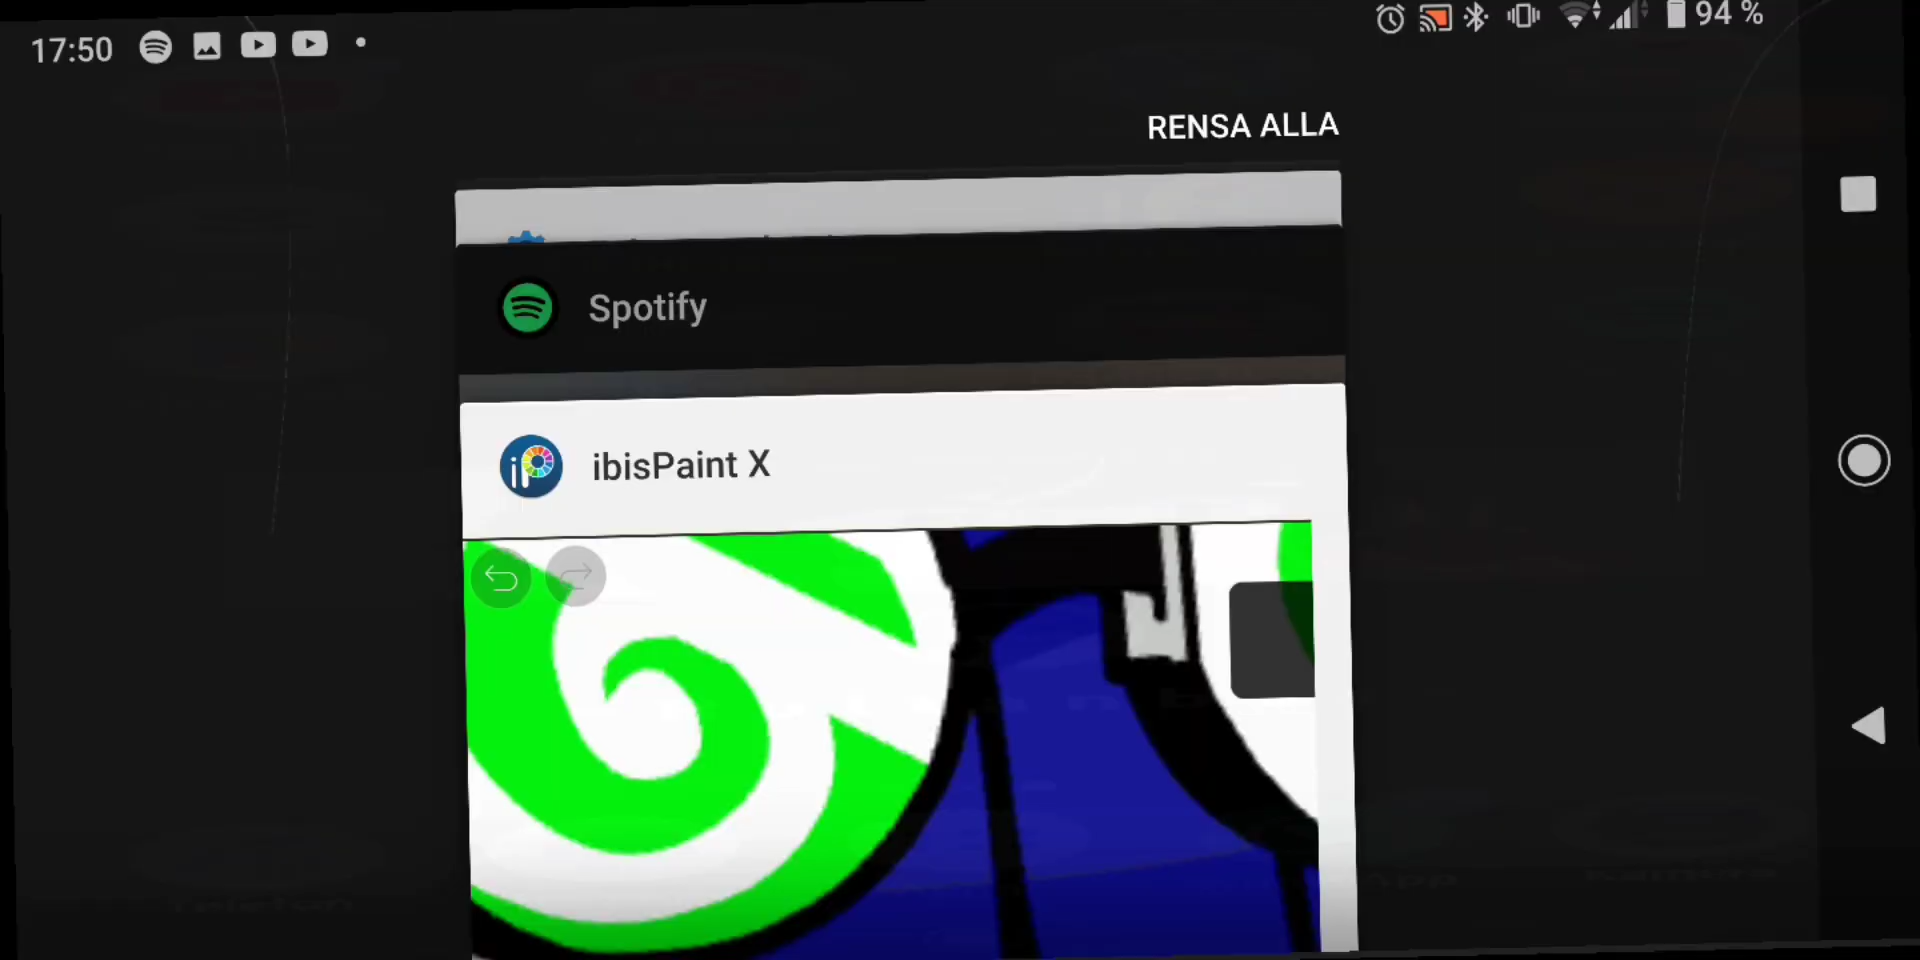 17:50
94 %
RENSA ALLA
Spotify
ibisPaint X